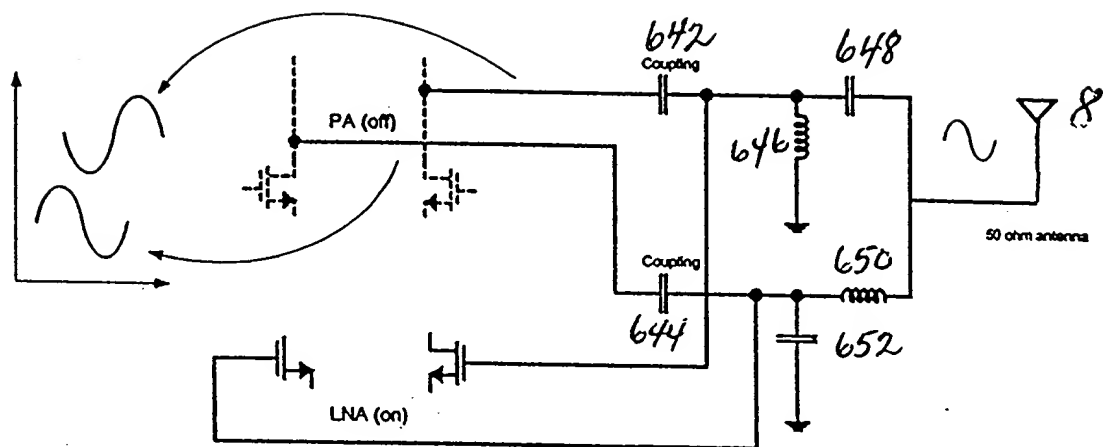 642
Coupling
648
8
PA (off)
646
50 ohm antenna
Coupling
650
644
652
LNA (on)